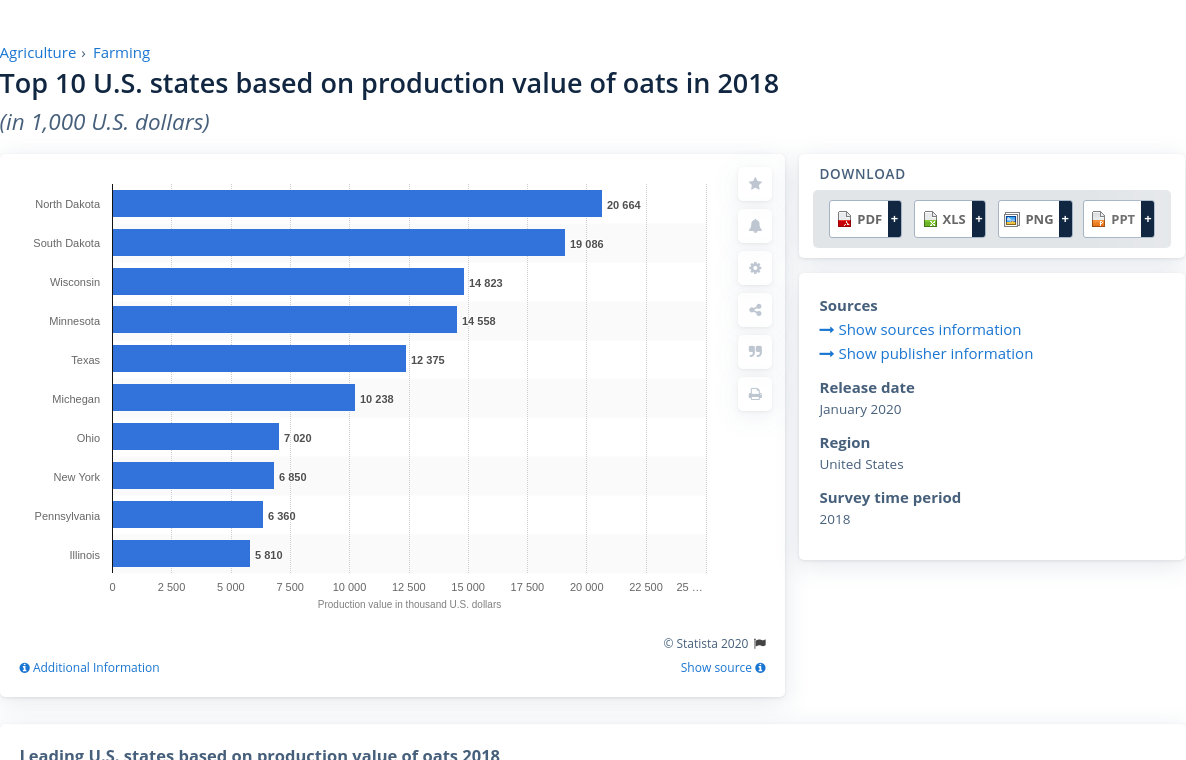 Agriculture › Farming
Top 10 U.S. states based on production value of oats in 2018
(in 1,000 U.S. dollars)
North Dakota 20 664
South Dakota 19 086
Wisconsin 14 823
Minnesota 14 558
Texas 12 375
Michegan 10 238
Ohio 7 020
New York 6 850
Pennsylvania 6 360
Illinois 5 810
0 2 500 5 000 7 500 10 000 12 500 15 000 17 500 20 000 22 500 25 ...
Production value in thousand U.S. dollars
© Statista 2020
Additional Information
Show source
DOWNLOAD
PDF + XLS + PNG + PPT +
Sources
Show sources information
Show publisher information
Release date
January 2020
Region
United States
Survey time period
2018
Leading U.S. states based on production value of oats 2018